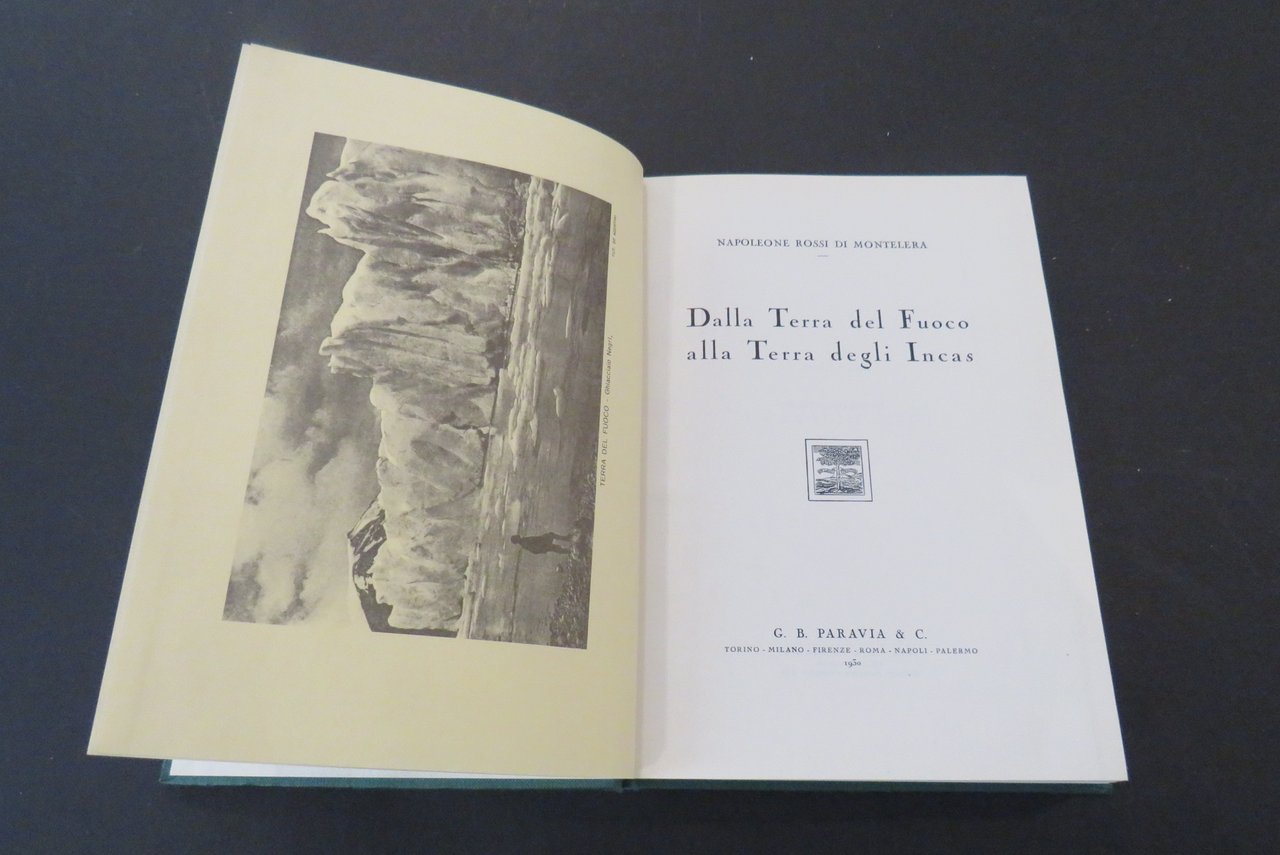 TERRA DEL FUOCO - Ghiacciaio Negri.
NAPOLEONE ROSSI DI MONTELERA
Dalla Terra del Fuoco
alla Terra degli Incas
G. B. PARAVIA & C.
TORINO - MILANO - FIRENZE - ROMA - NAPOLI - PALERMO
1930